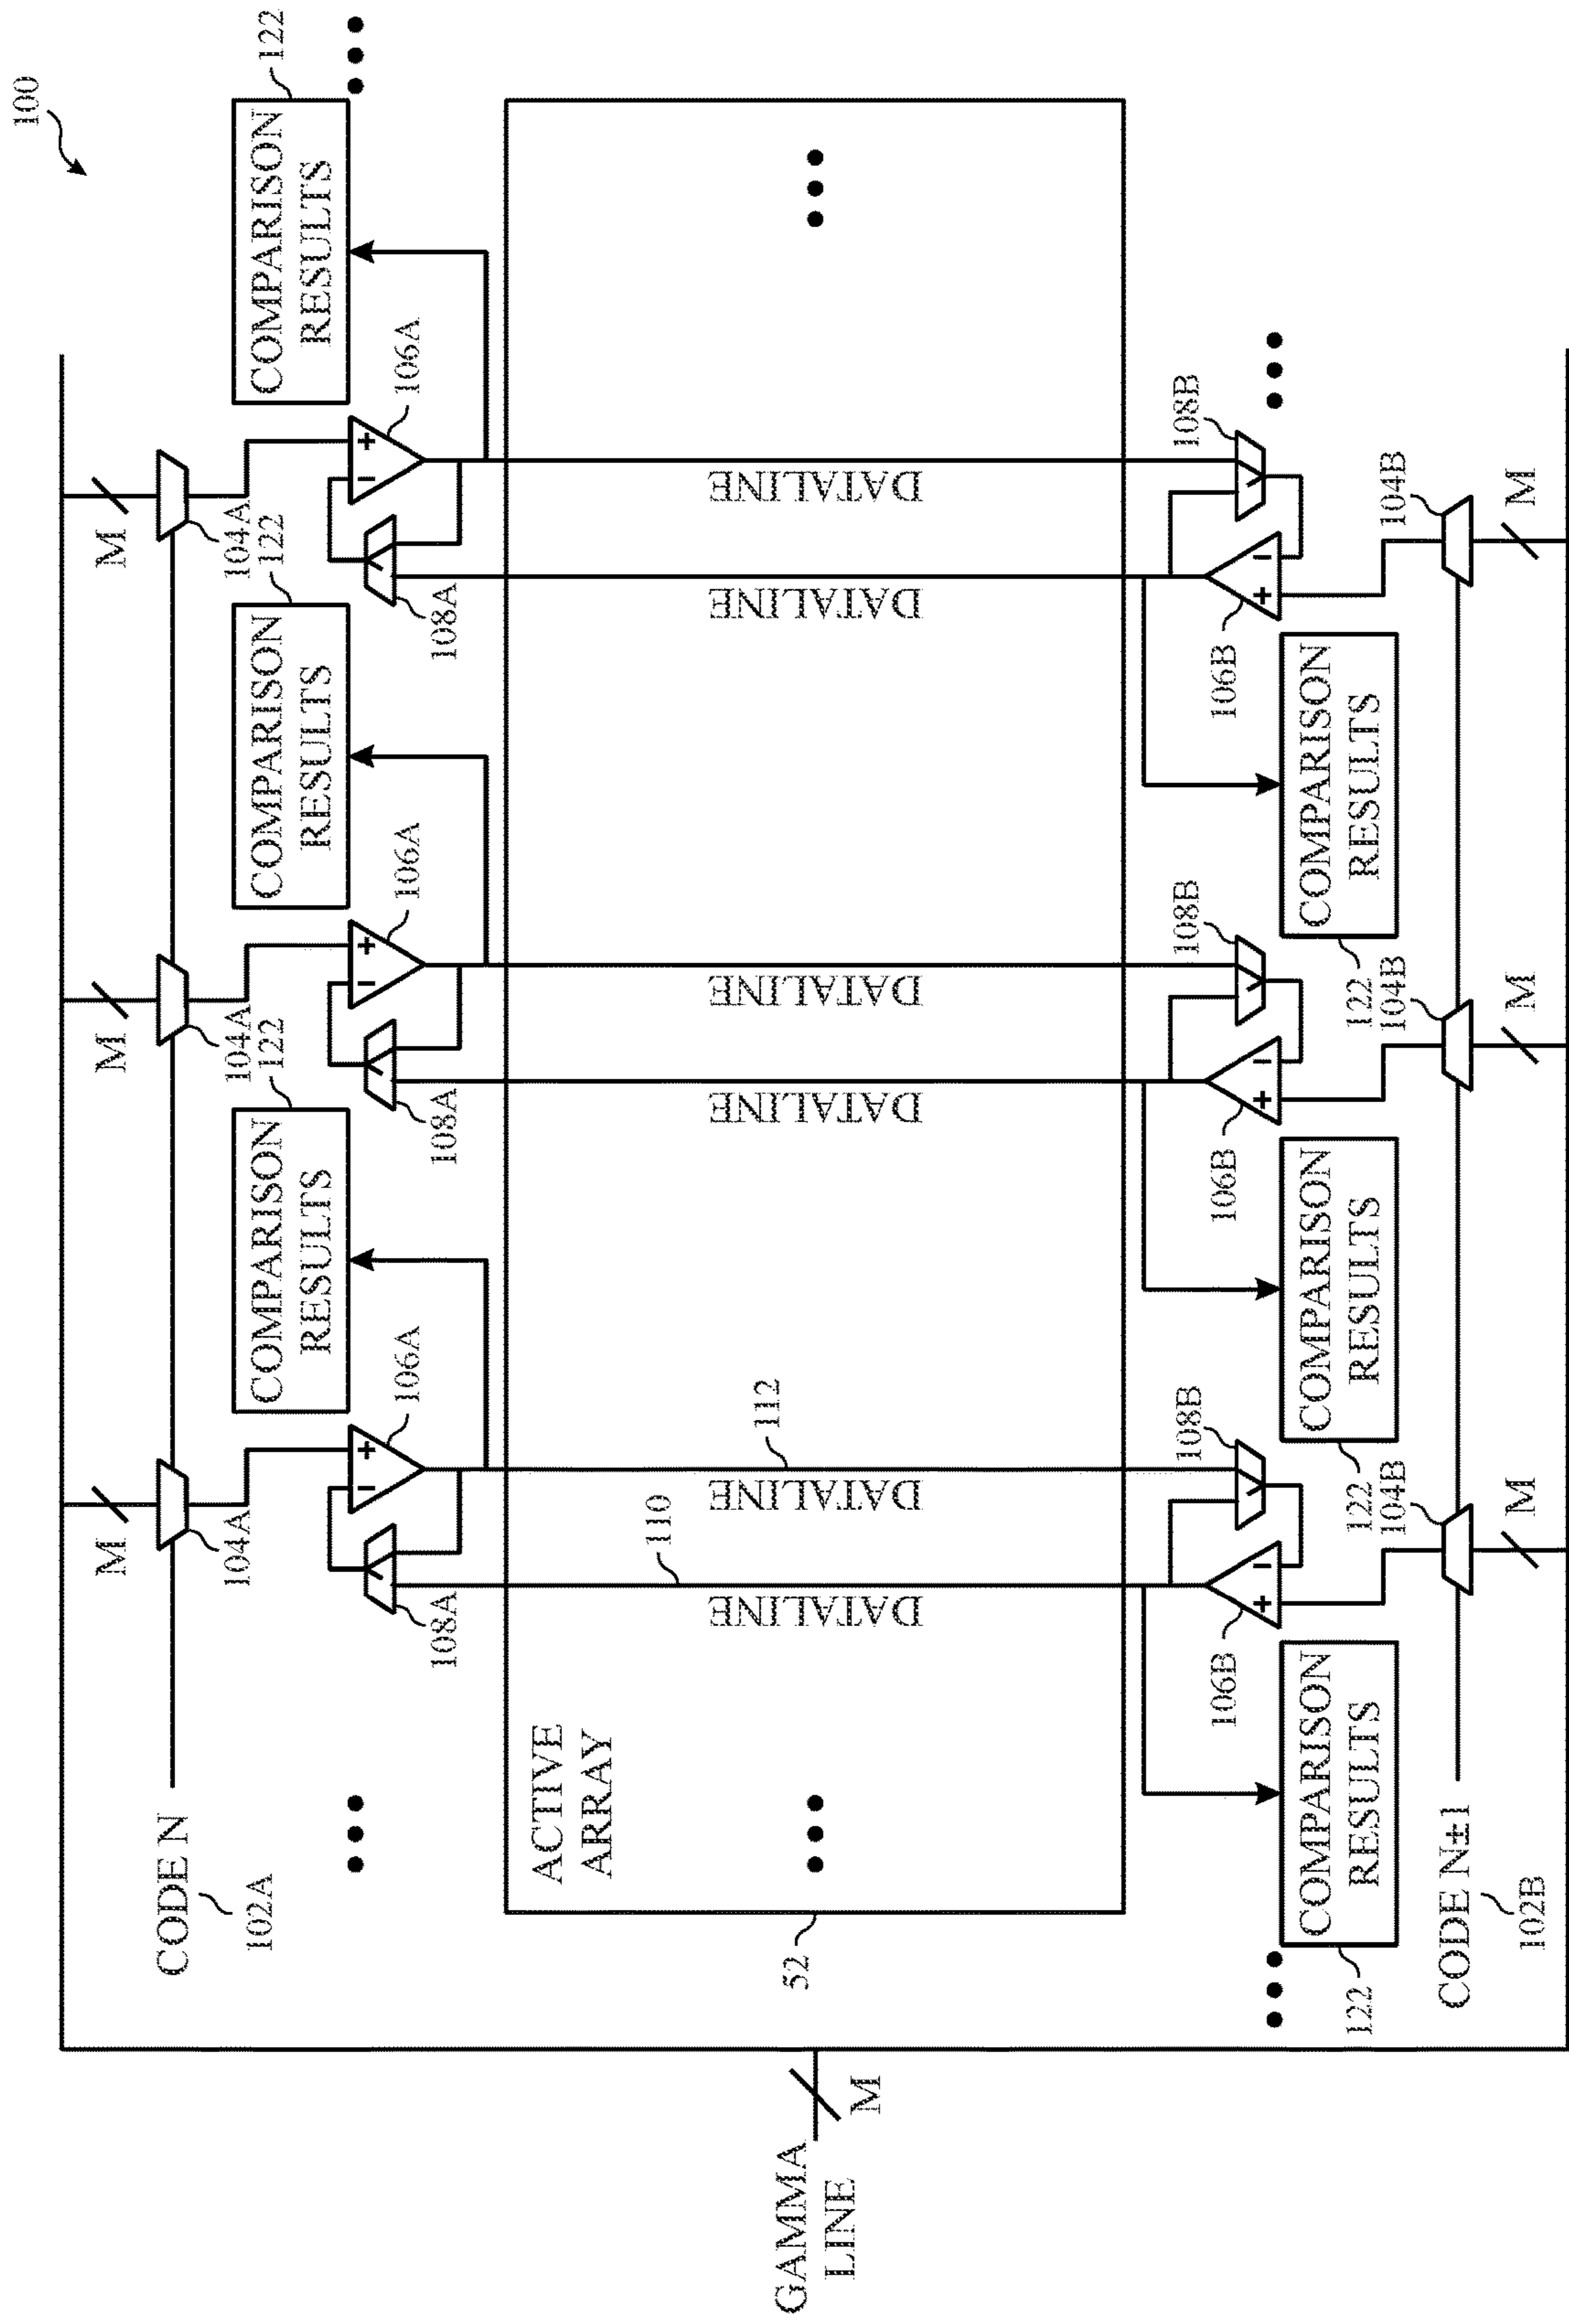 100
M
M
M
CODE N
102A
104A
104A
104A
122
122
122
COMPARISON
RESULTS
COMPARISON
RESULTS
COMPARISON
RESULTS
106A
106A
106A
108A
108A
108A
ACTIVE
ARRAY
110
112
DATALINE
DATALINE
DATALINE
DATALINE
DATALINE
DATALINE
52
GAMMA
LINE
M
108B
108B
108B
106B
106B
106B
COMPARISON
RESULTS
COMPARISON
RESULTS
COMPARISON
RESULTS
122
122
122
104B
104B
104B
CODE N±1
102B
M
M
M